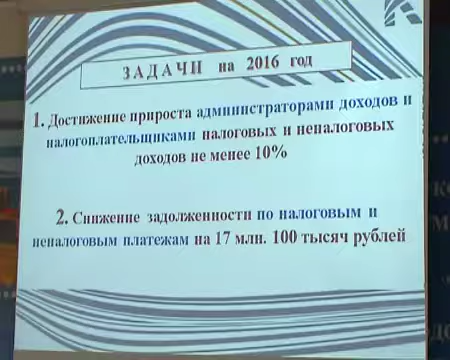 ЗАДАЧИ на 2016 год
1. Достижение прироста администраторами доходов и
налогоплательщиками налоговых и неналоговых
доходов не менее 10%
2. Снижение задолженности по налоговым и
неналоговым платежам на 17 млн. 100 тысяч рублей